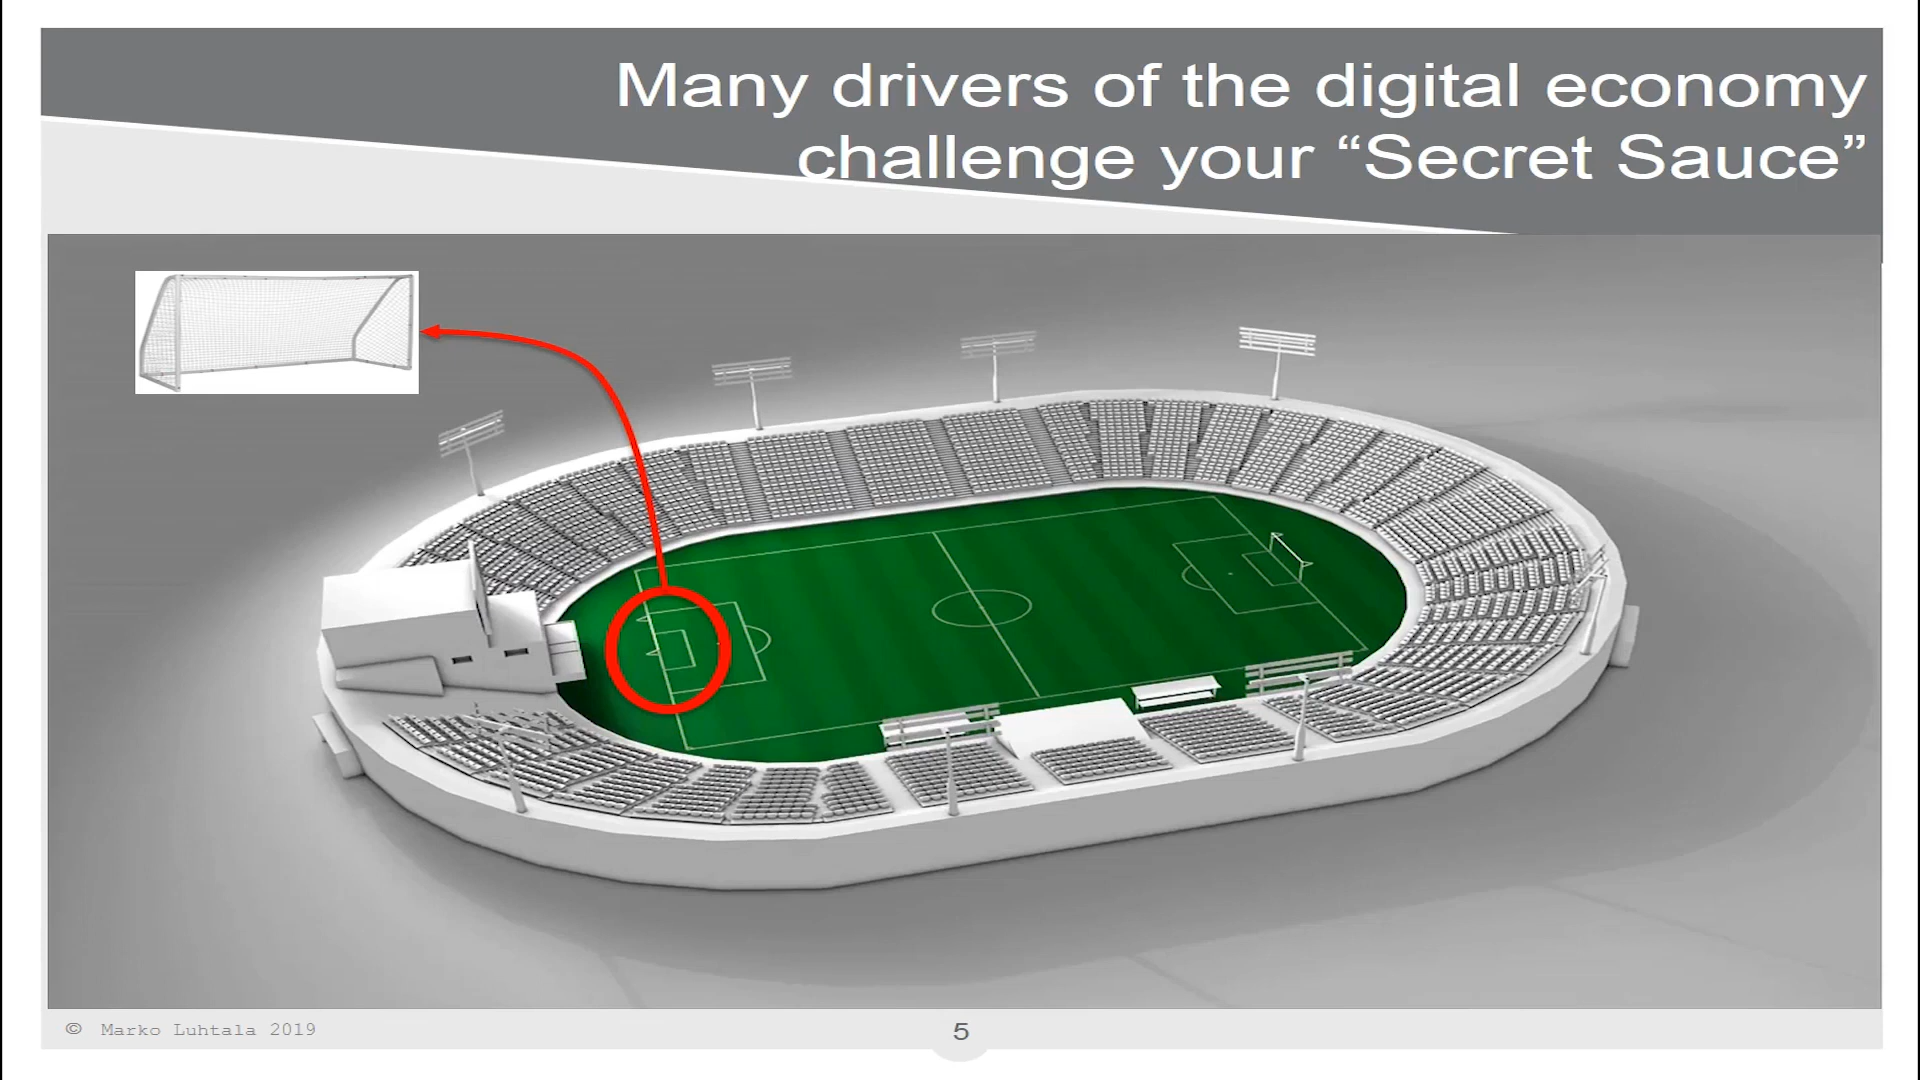 Many drivers of the digital economy
challenge your “Secret Sauce”
© Marko Luhtala 2019
5